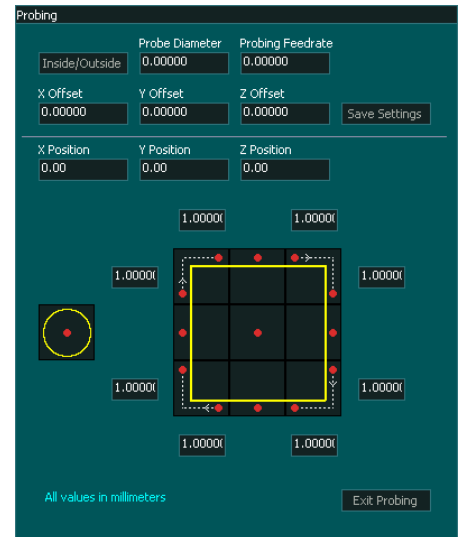 Probing
Probe Diameter Probing Feedrate
Inside/Outside 0.00000 0.00000
X Offset Y Offset Z Offset
0.00000 0.00000 0.00000 Save Settings
X Position Y Position Z Position
0.00 0.00 0.00
1.0000( 1.0000(
1.0000( 1.0000(
1.0000( 1.0000(
1.0000( 1.0000(
All values in millimeters Exit Probing